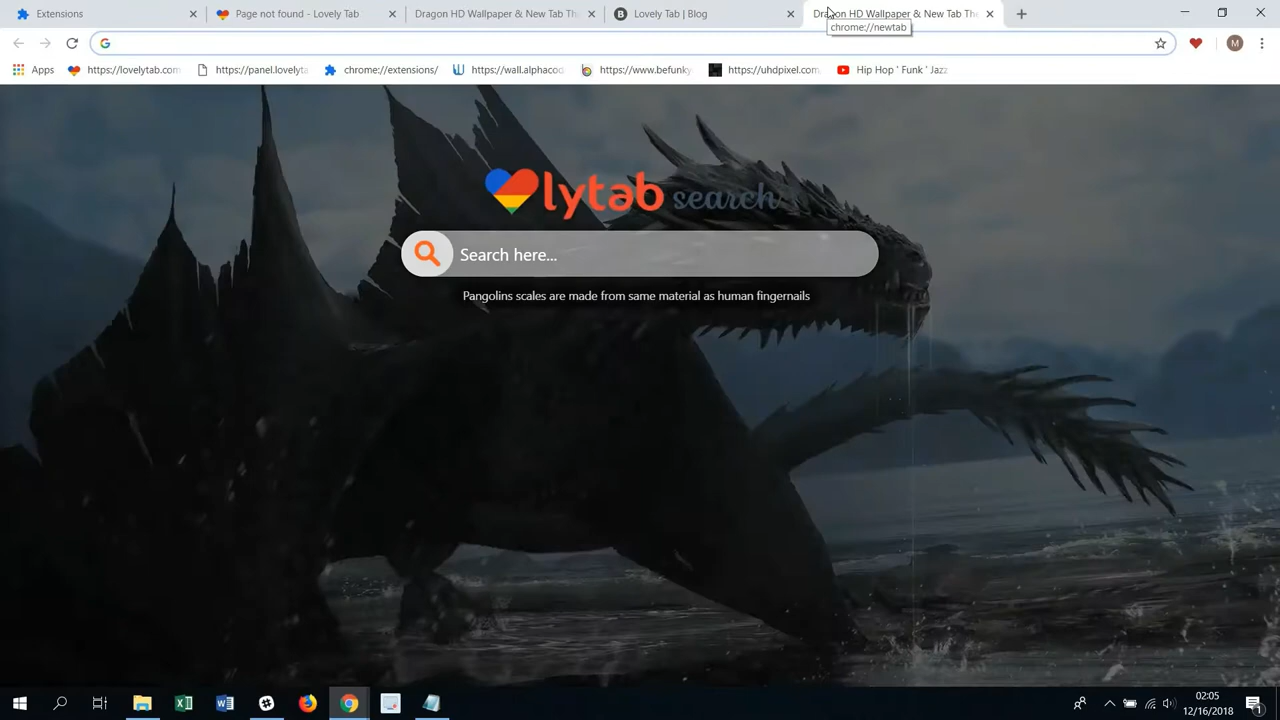 Extensions
Page not found - Lovely Tab
Dragon HD Wallpaper & New Tab The
Lovely Tab | Blog
Dragon HD Wallpaper & New Tab The
chrome://newtab
M
Apps
https://lovelytab.com
https://panel.lovelyta
chrome://extensions/
https://wall.alphacod
https://www.befunky.
https://uhdpixel.com
Hip Hop ' Funk ' Jazz
lytab search
Search here...
Pangolins scales are made from same material as human fingernails
02:05
12/16/2018
1